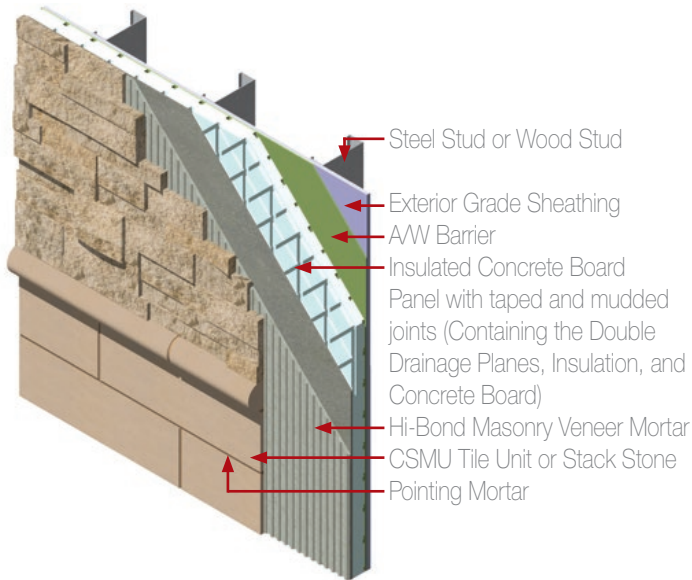 Steel Stud or Wood Stud
Exterior Grade Sheathing
A/W Barrier
Insulated Concrete Board
Panel with taped and mudded
joints (Containing the Double
Drainage Planes, Insulation, and
Concrete Board)
Hi-Bond Masonry Veneer Mortar
CSMU Tile Unit or Stack Stone
Pointing Mortar